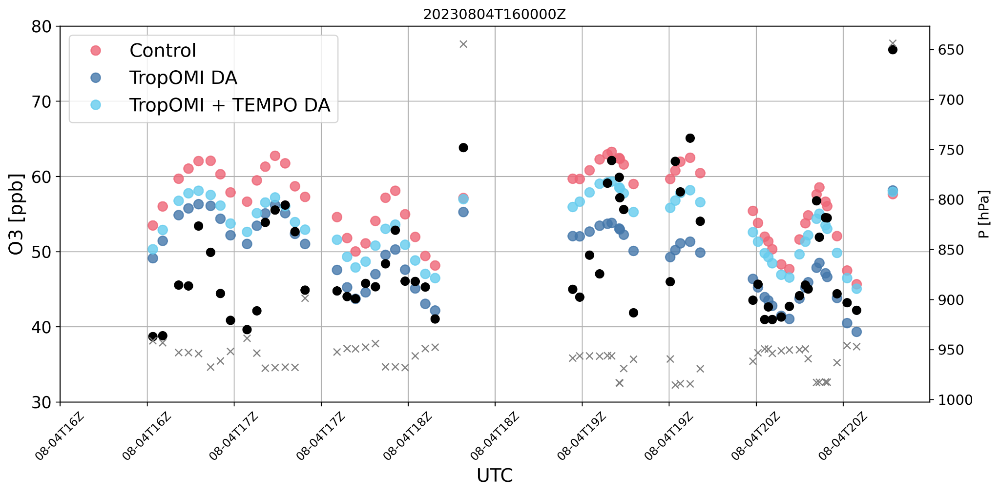 20230804T160000Z
80
70
60
50
40
30
O3 [ppb]
Control
TropOMI DA
TropOMI + TEMPO DA
650
700
750
800
850
900
950
1000
P [hPa]
08-04T16Z
08-04T16Z
08-04T17Z
08-04T17Z
08-04T18Z
08-04T18Z
08-04T19Z
08-04T19Z
08-04T20Z
08-04T20Z
UTC